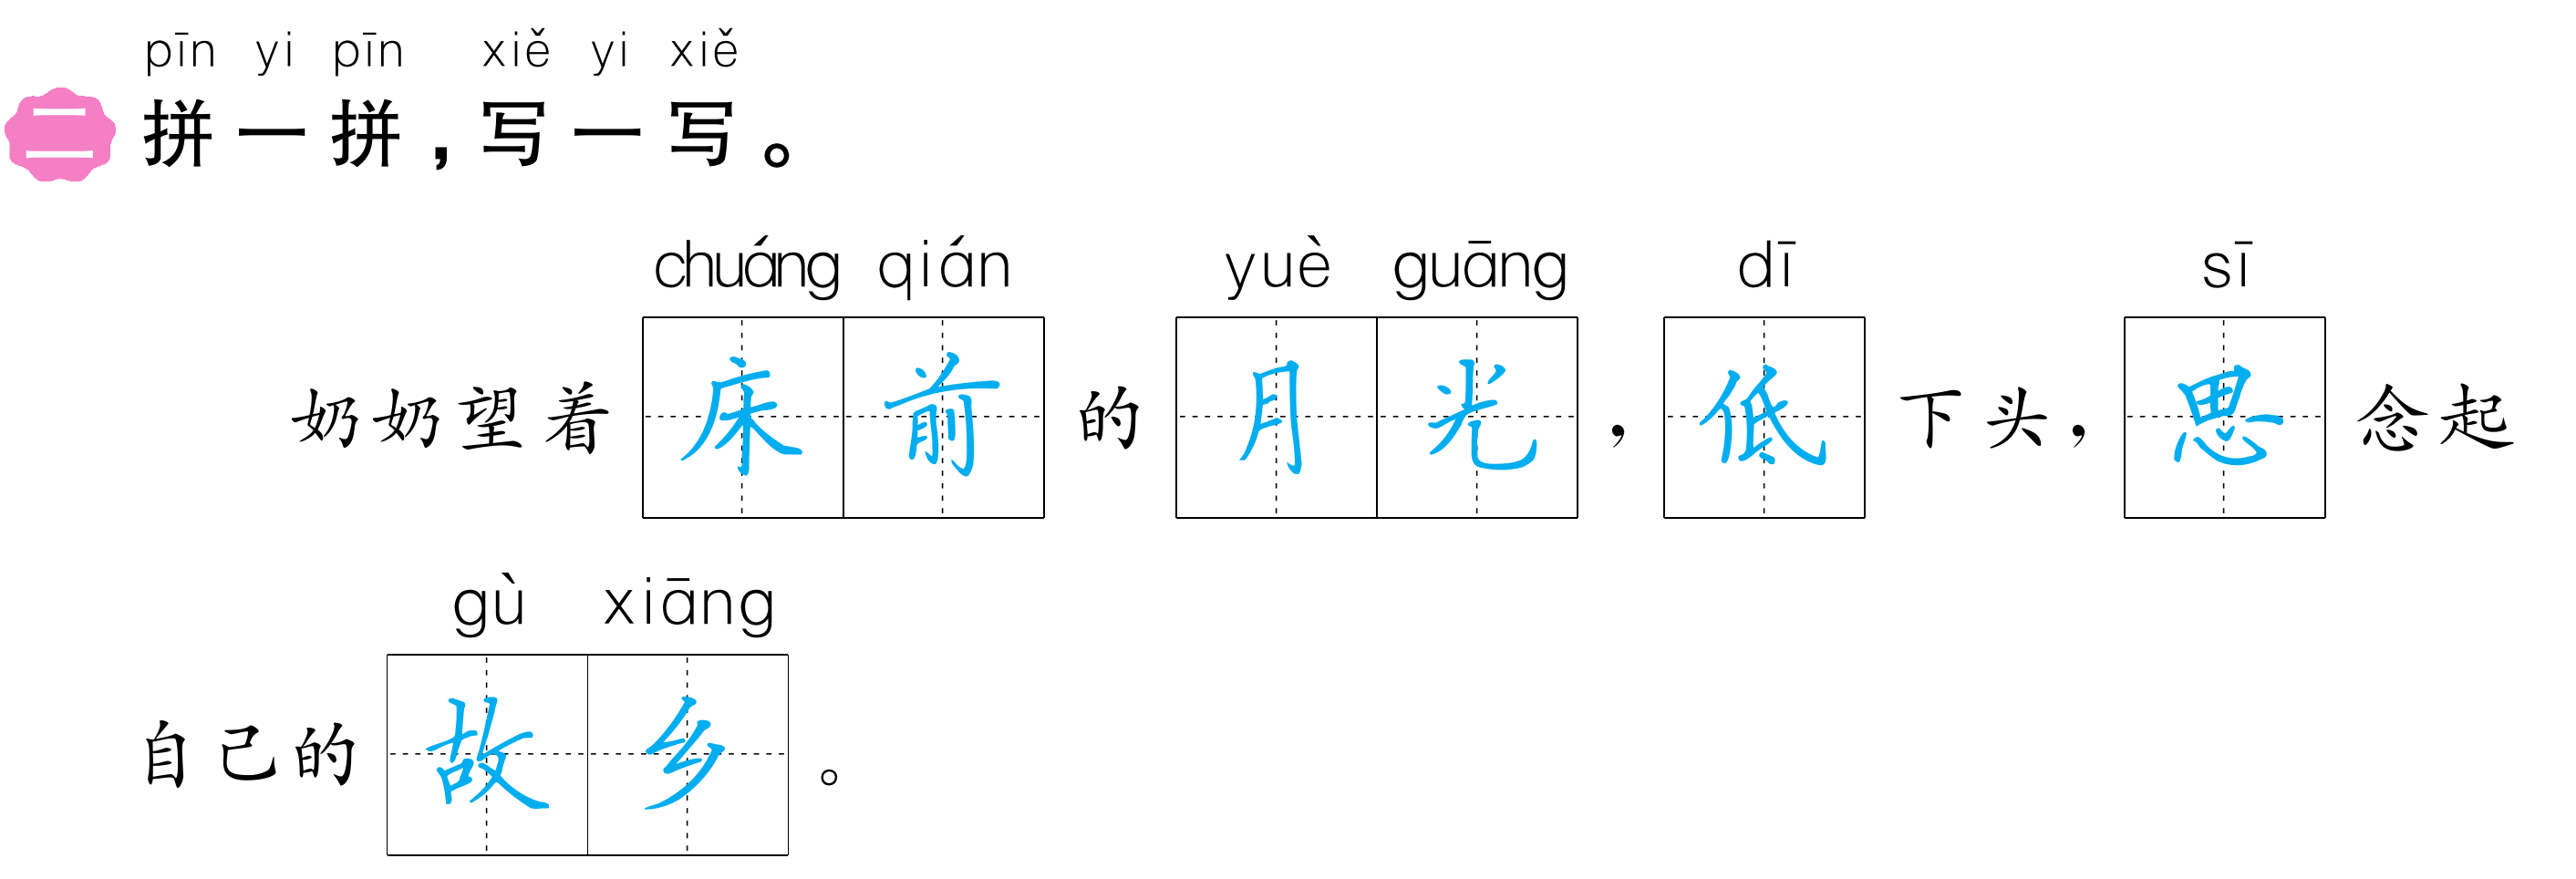 pīn yi pīn xiě yi xiě
二 拼一拼，写一写。
chuáng qián yuè guāng dī sī
奶奶望着床前的月光，低下头，思念起
gù xiāng
自己的故乡。